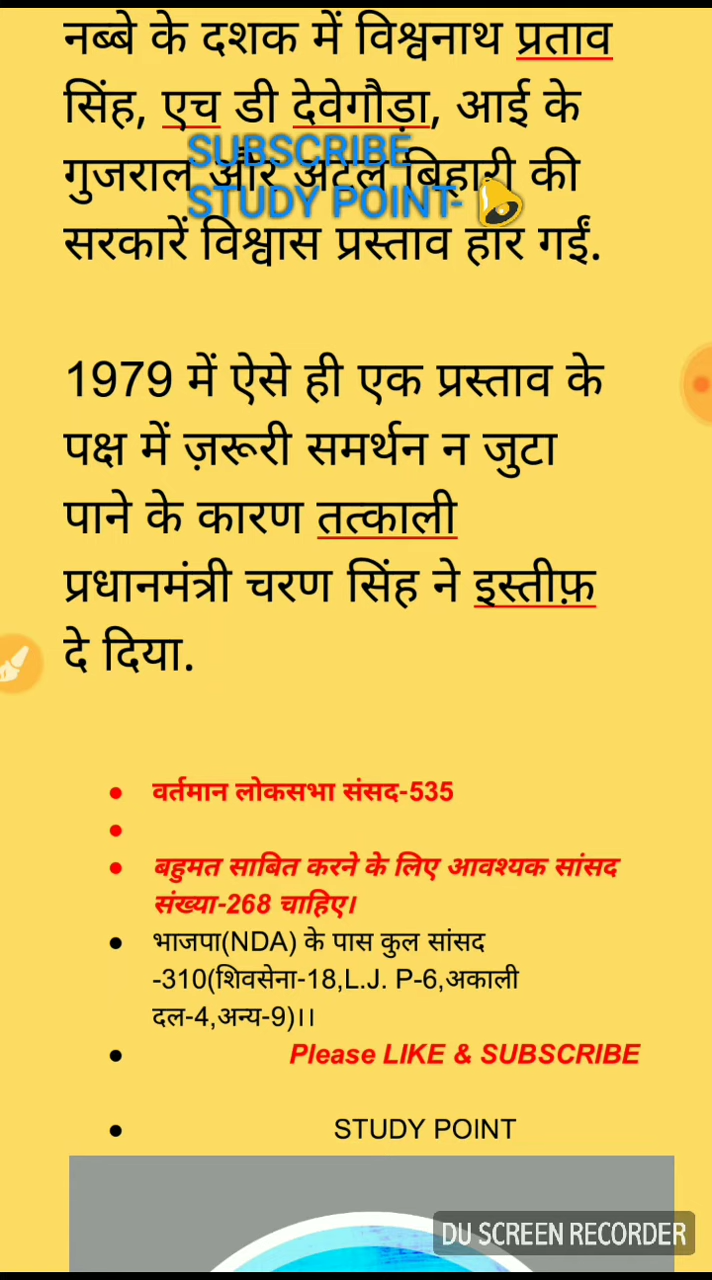 नब्बे के दशक में विश्वनाथ प्रताव
सिंह, एच डी देवेगौड़ा, आई के
SUBSCRIBE
गुजराल और अटल बिहारी की
STUDY POINT-
सरकारें विश्वास प्रस्ताव हार गईं.
1979 में ऐसे ही एक प्रस्ताव के
पक्ष में ज़रूरी समर्थन न जुटा
पाने के कारण तत्काली
प्रधानमंत्री चरण सिंह ने इस्तीफ़
दे दिया.
वर्तमान लोकसभा संसद-535
बहुमत साबित करने के लिए आवश्यक सांसद
संख्या-268 चाहिए।
भाजपा(NDA) के पास कुल सांसद
-310(शिवसेना-18,L.J. P-6,अकाली
दल-4,अन्य-9)।।
Please LIKE & SUBSCRIBE
STUDY POINT
DU SCREEN RECORDER